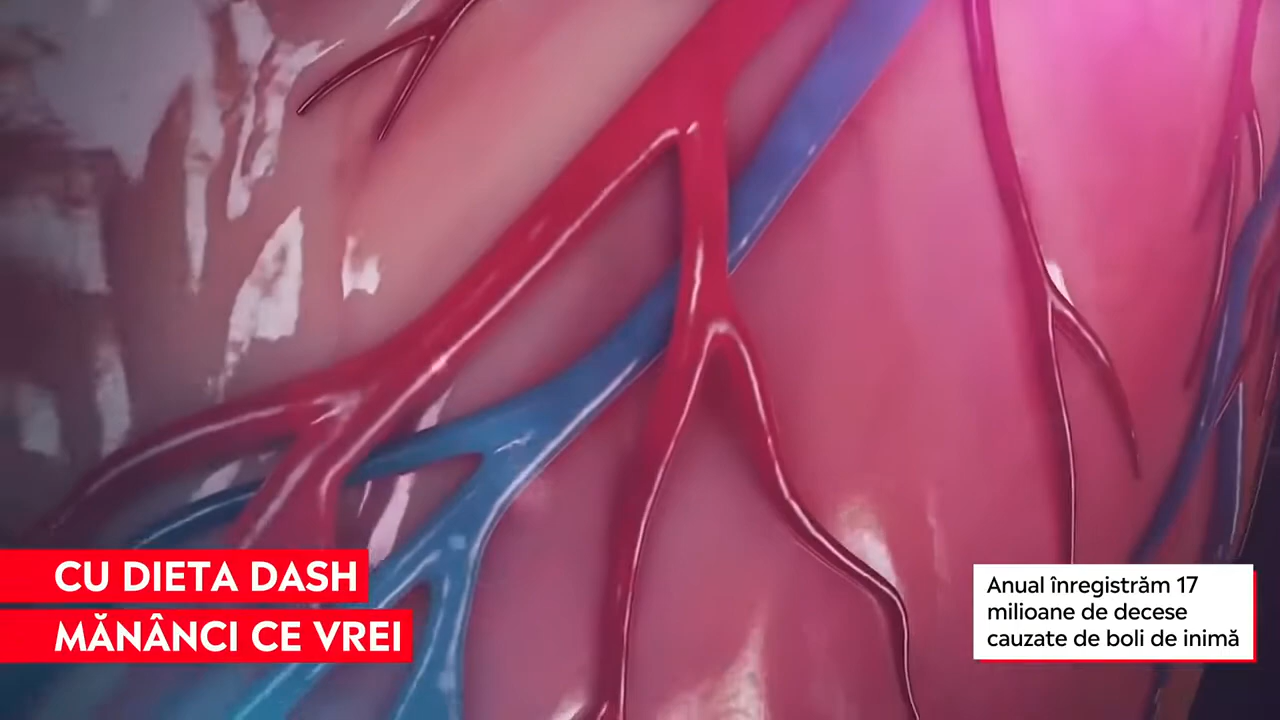 CU DIETA DASH
MĂNÂNCI CE VREI
Anual înregistrăm 17
milioane de decese
cauzate de boli de inimă